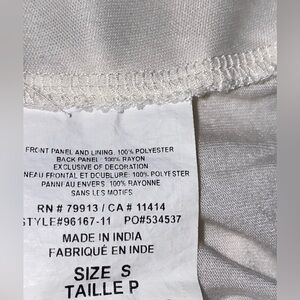 FRONT PANEL AND LINING: 100% POLYESTER
BACK PANEL: 100% RAYON
EXCLUSIVE OF DECORATION
NEAU FRONTAL ET DOUBLURE: 100% POLYESTER
PANNEAU ENVERS: 100% RAYONNE
SANS LES MOTIFS
RN # 79913 / CA # 11414
STYLE#96167-11 PO#534537
MADE IN INDIA
FABRIQUÉ EN INDE
SIZE S
TAILLE P